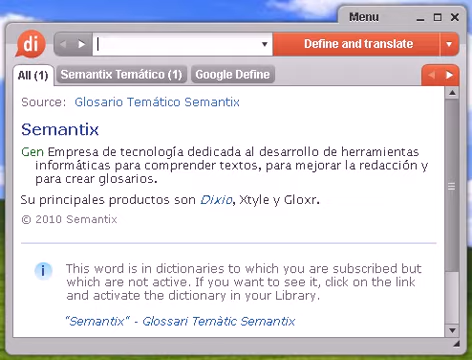 Menu
di
Define and translate
All (1)
Semantix Temático (1)
Google Define
Source: Glosario Temático Semantix
Semantix
Gen Empresa de tecnología dedicada al desarrollo de herramientas
informáticas para comprender textos, para mejorar la redacción y
para crear glosarios.
Su principales productos son Dixio, Xtyle y Gloxr.
© 2010 Semantix
i
This word is in dictionaries to which you are subscribed but
which are not active. If you want to see it, click on the link
and activate the dictionary in your Library.
"Semantix" - Glossari Temàtic Semantix